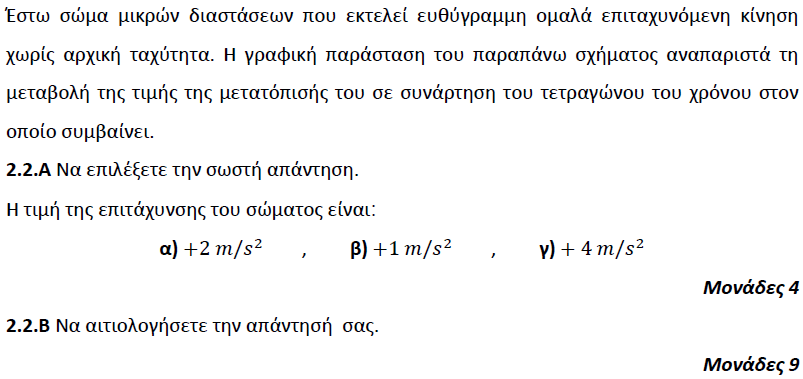 Έστω σώμα μικρών διαστάσεων που εκτελεί ευθύγραμμη ομαλά επιταχυνόμενη κίνηση
χωρίς αρχική ταχύτητα. Η γραφική παράσταση του παραπάνω σχήματος αναπαριστά τη
μεταβολή της τιμής της μετατόπισής του σε συνάρτηση του τετραγώνου του χρόνου στον
οποίο συμβαίνει.
2.2.Α Να επιλέξετε την σωστή απάντηση.
Η τιμή της επιτάχυνσης του σώματος είναι:
α) +2 m/s² , β) +1 m/s² , γ) + 4 m/s²
Μονάδες 4
2.2.Β Να αιτιολογήσετε την απάντησή σας.
Μονάδες 9